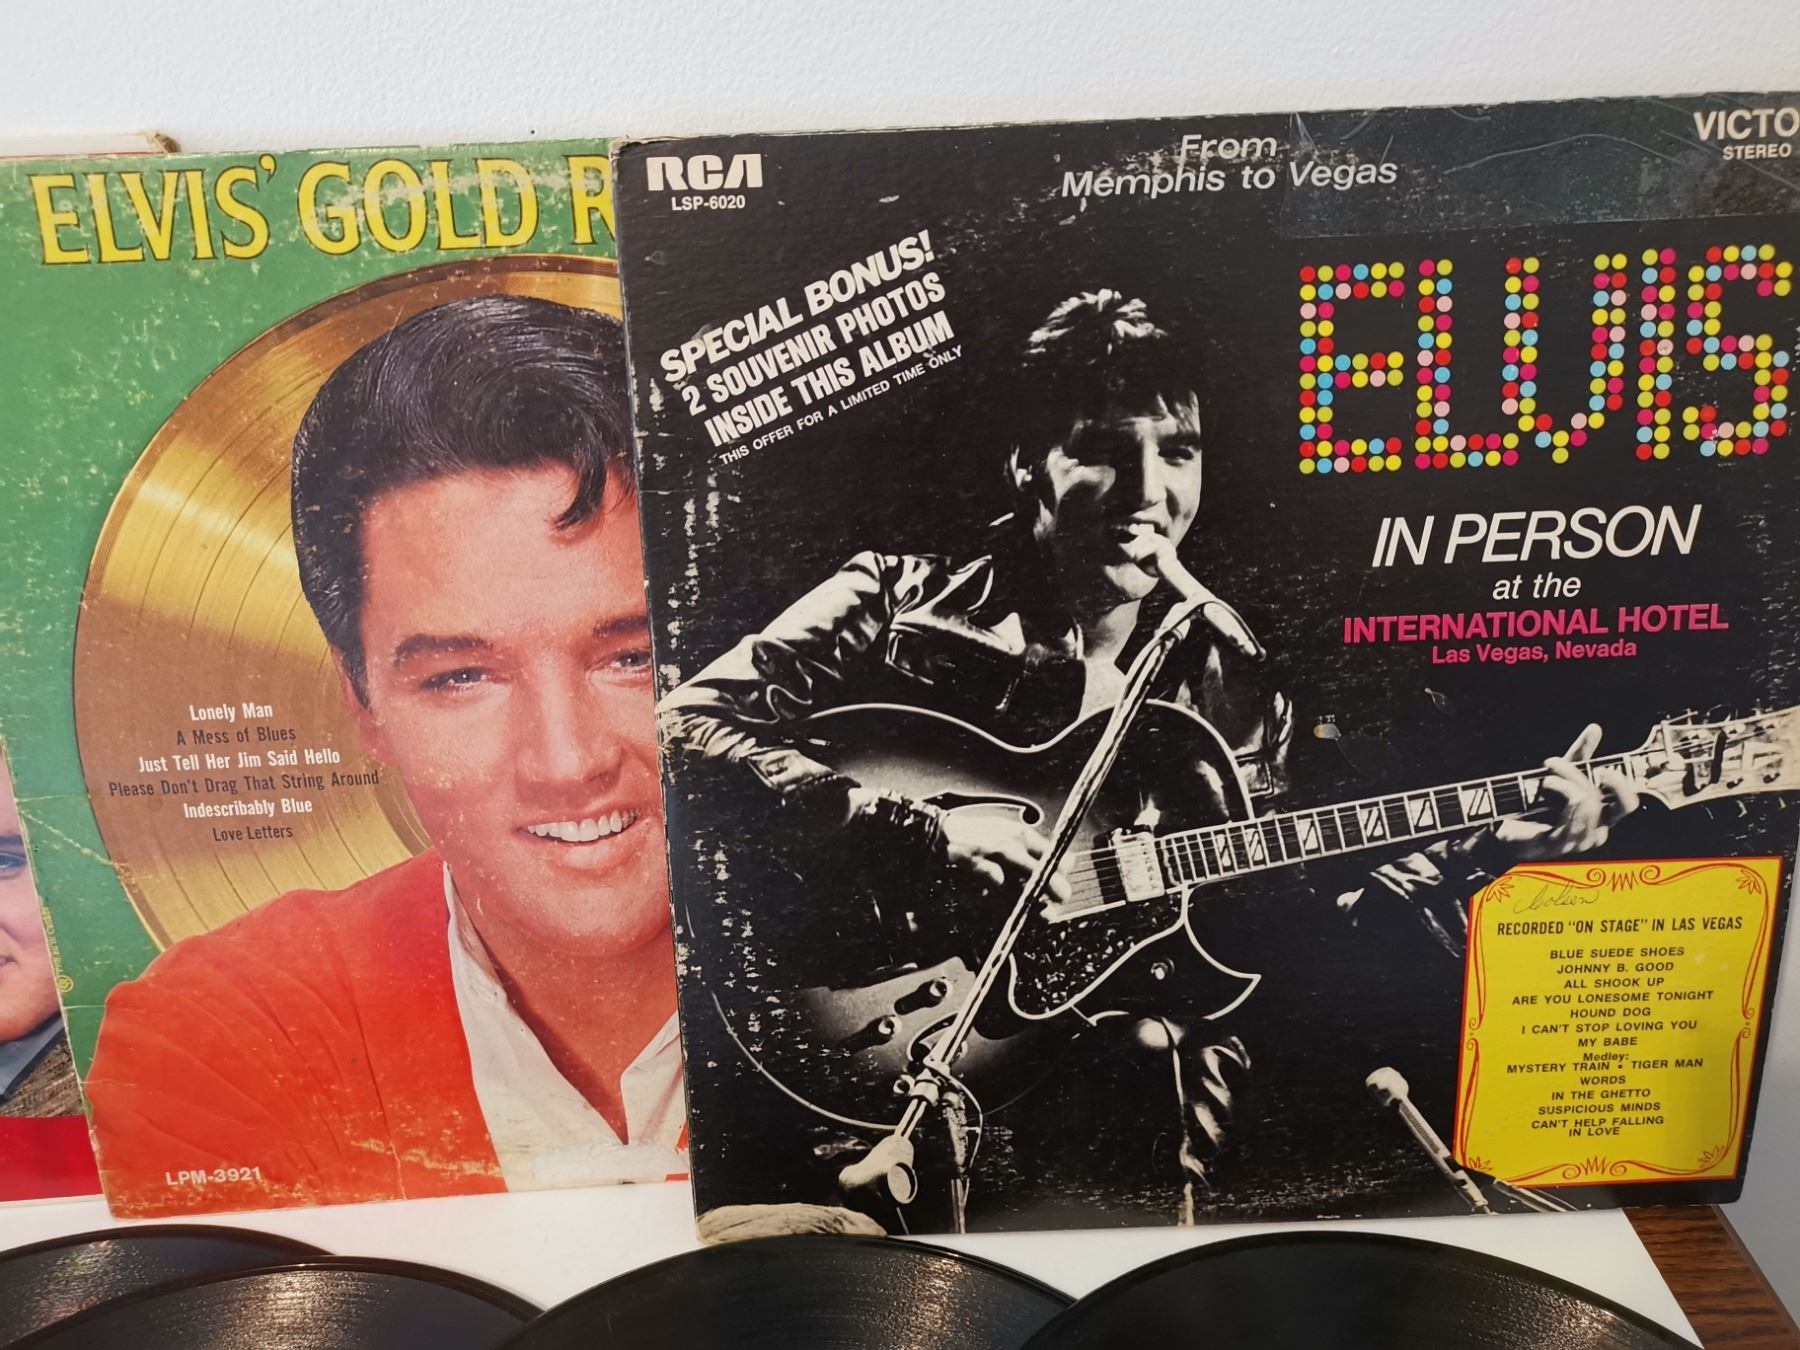 ELVIS' GOLD R
Lonely Man
A Mess of Blues
Just Tell Her Jim Said Hello
Please Don't Drag That String Around
Indescribably Blue
Love Letters
LPM-3921
RCA
LSP-6020
From
Memphis to Vegas
VICTO
STEREO
SPECIAL BONUS!
2 SOUVENIR PHOTOS
INSIDE THIS ALBUM
THIS OFFER FOR A LIMITED TIME ONLY
ELVIS
IN PERSON
at the
INTERNATIONAL HOTEL
Las Vegas, Nevada
RECORDED "ON STAGE" IN LAS VEGAS
BLUE SUEDE SHOES
JOHNNY B. GOOD
ALL SHOOK UP
ARE YOU LONESOME TONIGHT
HOUND DOG
I CAN'T STOP LOVING YOU
MY BABE
Medley:
MYSTERY TRAIN • TIGER MAN
WORDS
IN THE GHETTO
SUSPICIOUS MINDS
CAN'T HELP FALLING
IN LOVE